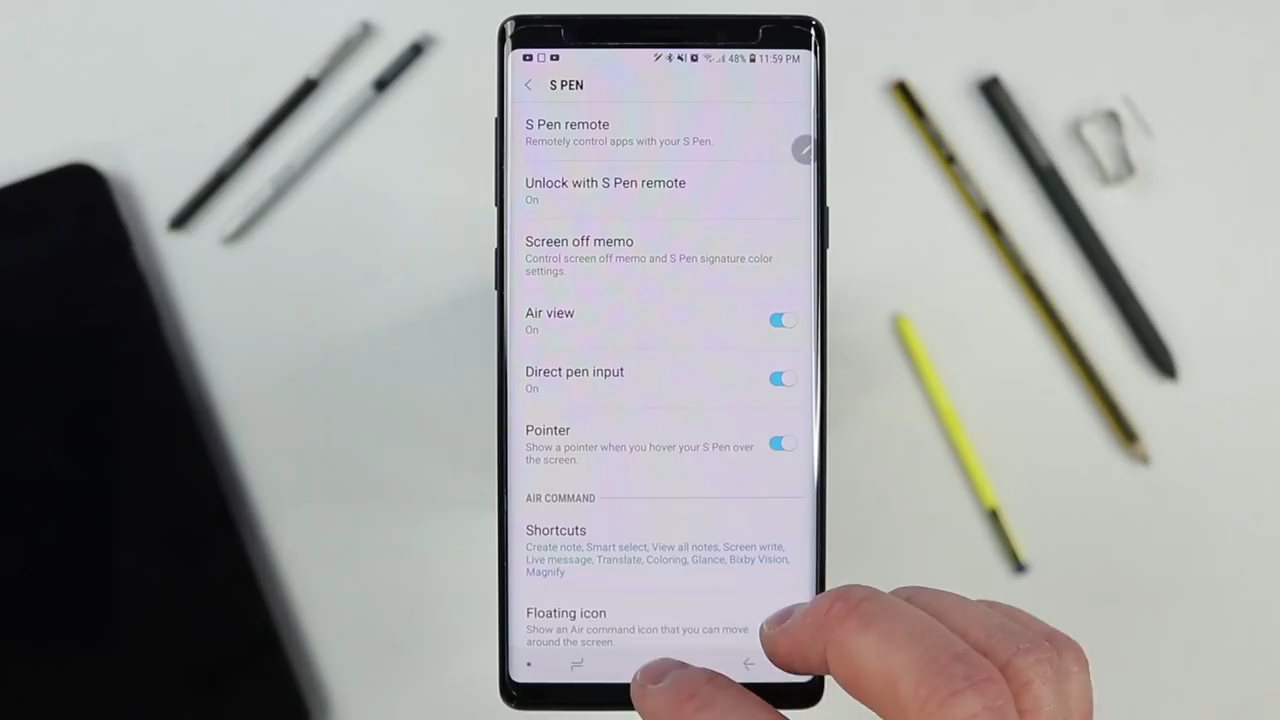 48% 11:59 PM
S PEN
S Pen remote
Remotely control apps with your S Pen.
Unlock with S Pen remote
On
Screen off memo
Control screen off memo and S Pen signature color
settings.
Air view
On
Direct pen input
On
Pointer
Show a pointer when you hover your S Pen over
the screen.
AIR COMMAND
Shortcuts
Create note, Smart select, View all notes, Screen write,
Live message, Translate, Coloring, Glance, Bixby Vision,
Magnify
Floating icon
Show an Air command icon that you can move
around the screen.